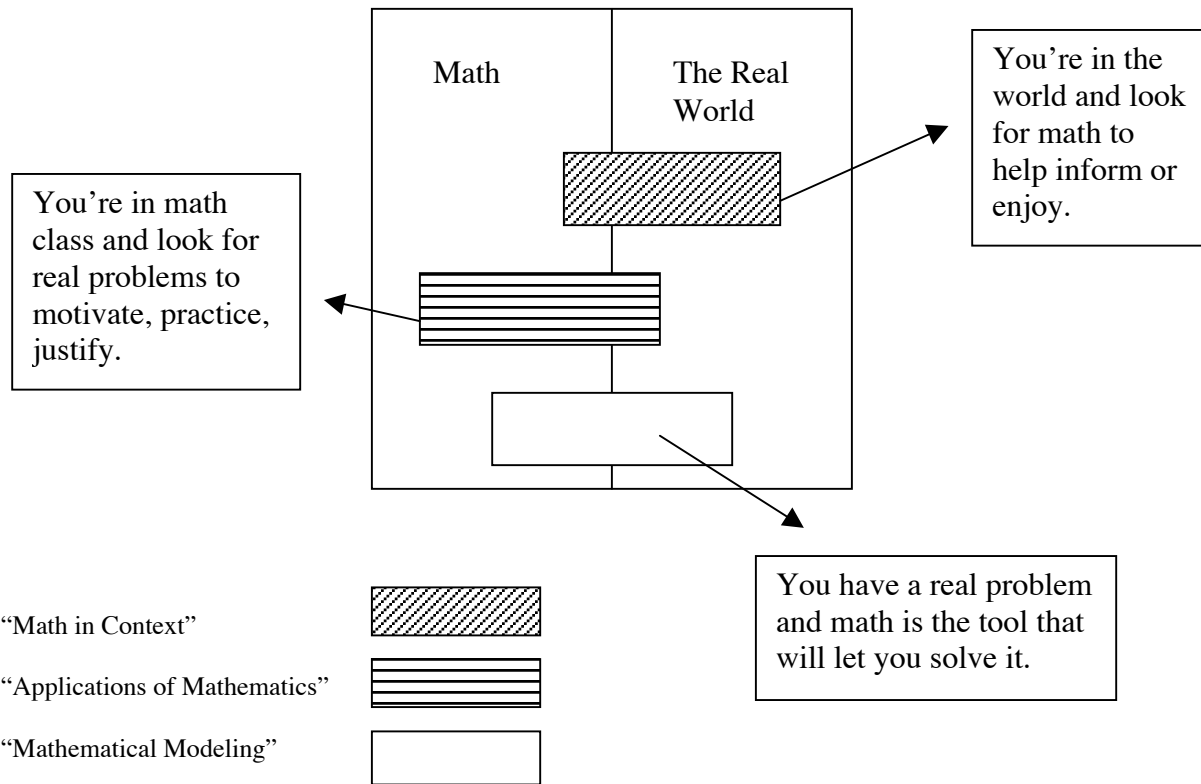 Math
The Real
World
You’re in the
world and look
for math to
help inform or
enjoy.
You’re in math
class and look for
real problems to
motivate, practice,
justify.
You have a real problem
and math is the tool that
will let you solve it.
“Math in Context”
“Applications of Mathematics”
“Mathematical Modeling”